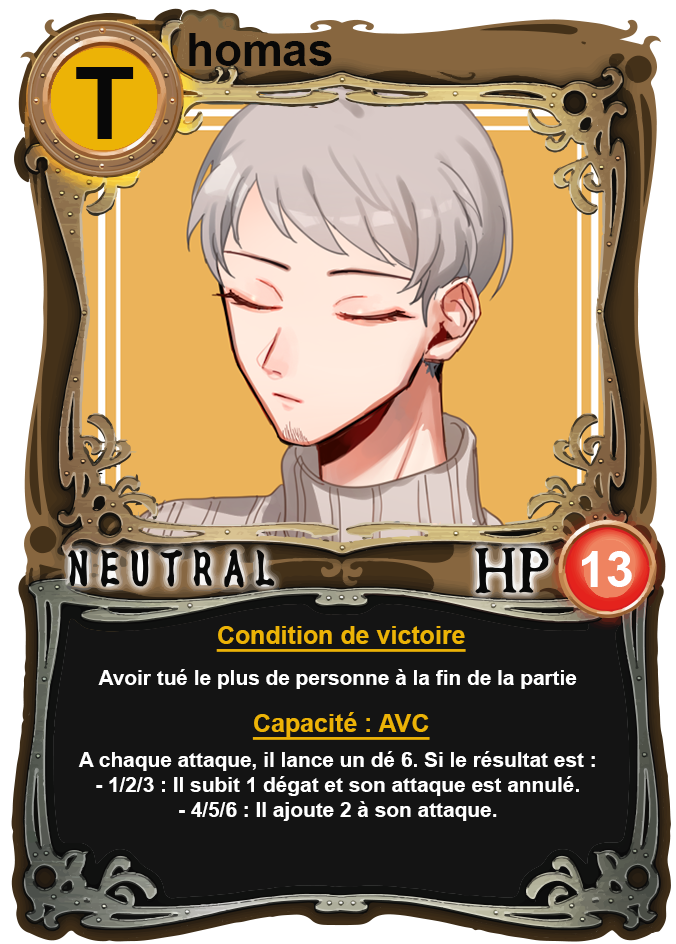 Thomas
NEUTRAL HP 13
Condition de victoire
Avoir tué le plus de personne à la fin de la partie
Capacité : AVC
A chaque attaque, il lance un dé 6. Si le résultat est :
- 1/2/3 : Il subit 1 dégat et son attaque est annulé.
- 4/5/6 : Il ajoute 2 à son attaque.